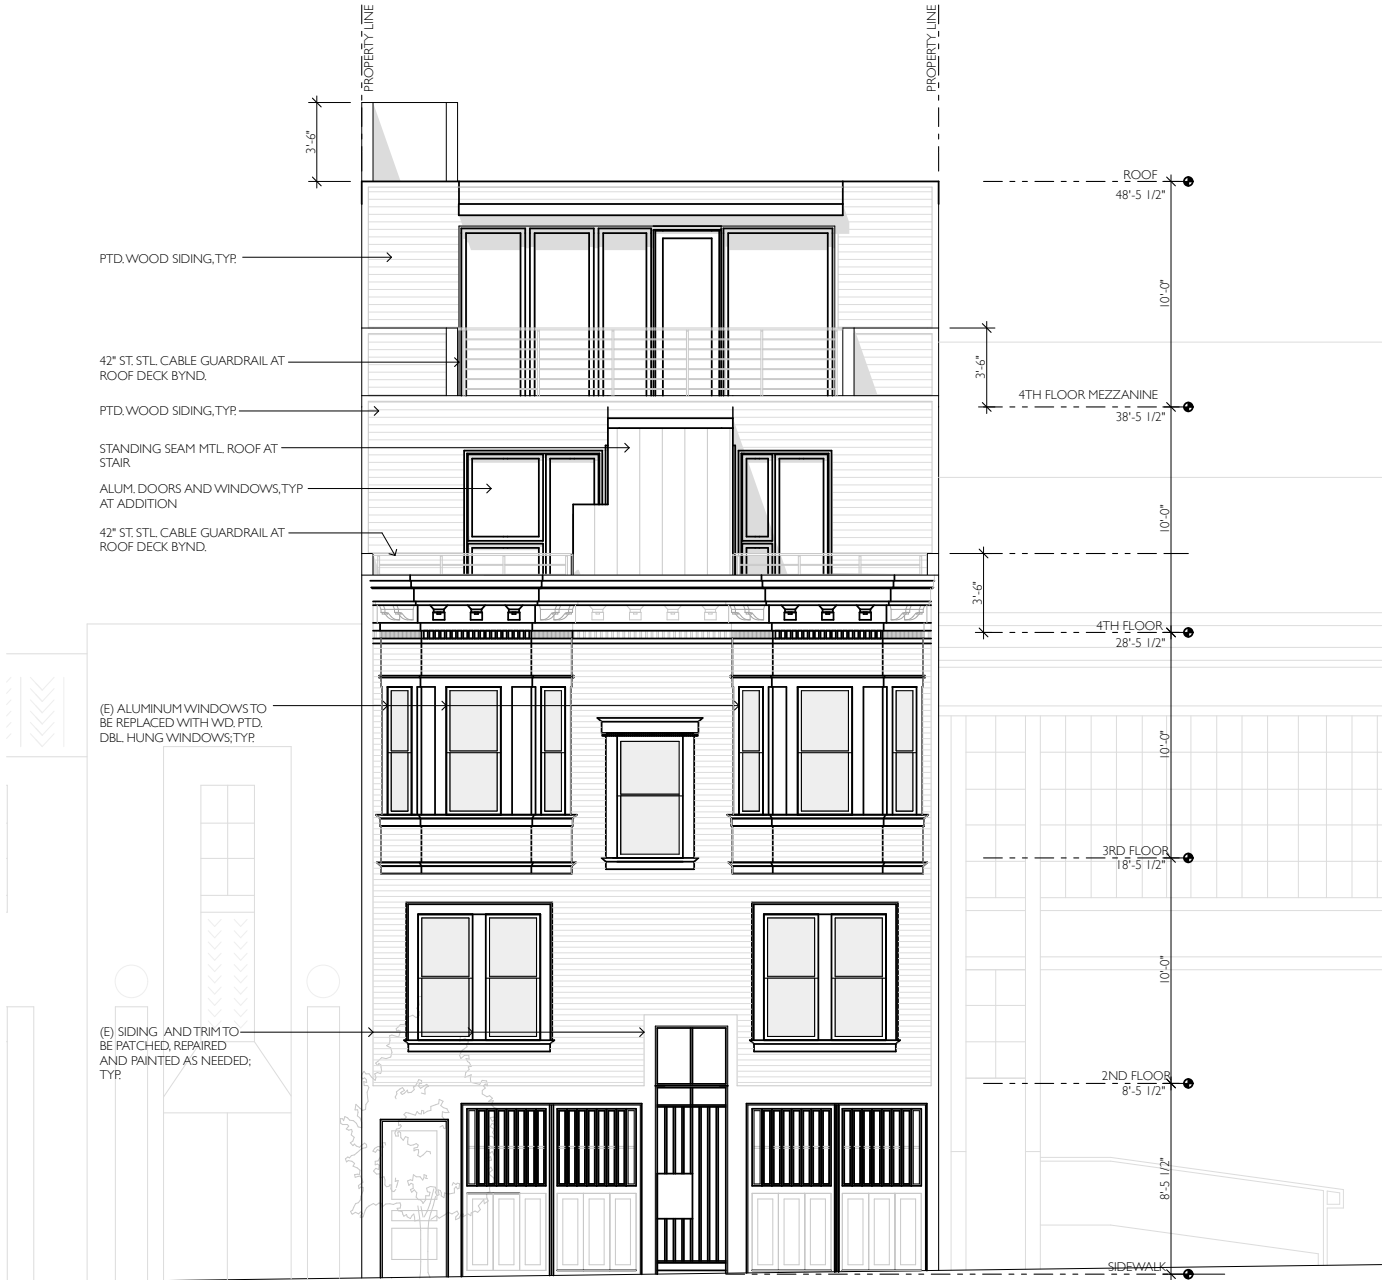 PROPERTY LINE
PROPERTY LINE
3'-6"
ROOF
48'-5 1/2"
PTD. WOOD SIDING, TYP.
10'-0"
42" ST. STL. CABLE GUARDRAIL AT
ROOF DECK BYND.
3'-6"
4TH FLOOR MEZZANINE
38'-5 1/2"
PTD. WOOD SIDING, TYP.
STANDING SEAM MTL. ROOF AT
STAIR
ALUM. DOORS AND WINDOWS, TYP
AT ADDITION
10'-0"
42" ST. STL. CABLE GUARDRAIL AT
ROOF DECK BYND.
3'-6"
4TH FLOOR
28'-5 1/2"
(E) ALUMINUM WINDOWS TO
BE REPLACED WITH WD. PTD.
DBL. HUNG WINDOWS; TYP.
10'-0"
3RD FLOOR
18'-5 1/2"
10'-0"
(E) SIDING AND TRIM TO
BE PATCHED, REPAIRED
AND PAINTED AS NEEDED;
TYP.
2ND FLOOR
8'-5 1/2"
8'-5 1/2"
SIDEWALK